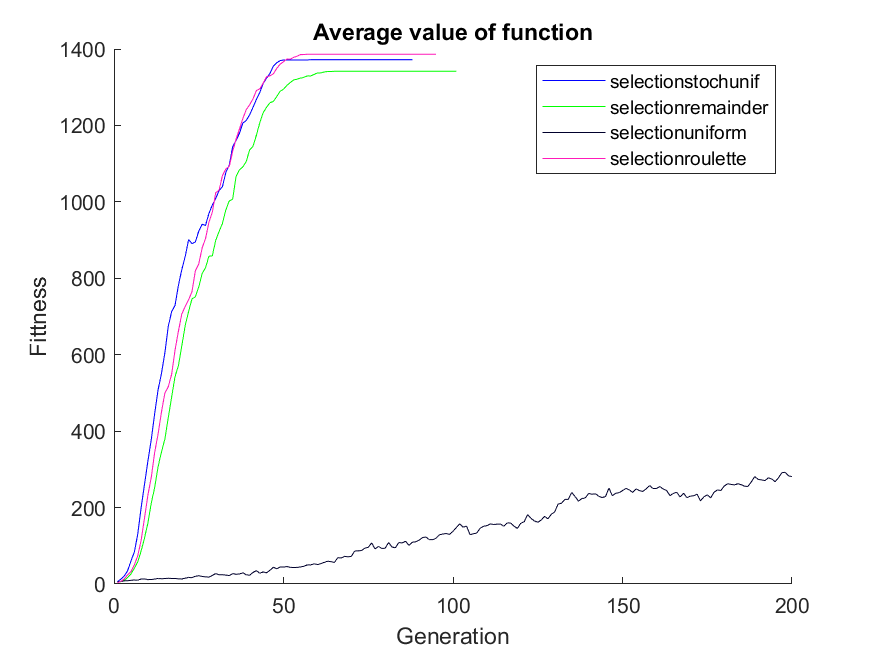 Average value of function
1400
1200
1000
800
600
400
200
0
Fittness
selectionstochunif
selectionremainder
selectionuniform
selectionroulette
0 50 100 150 200
Generation